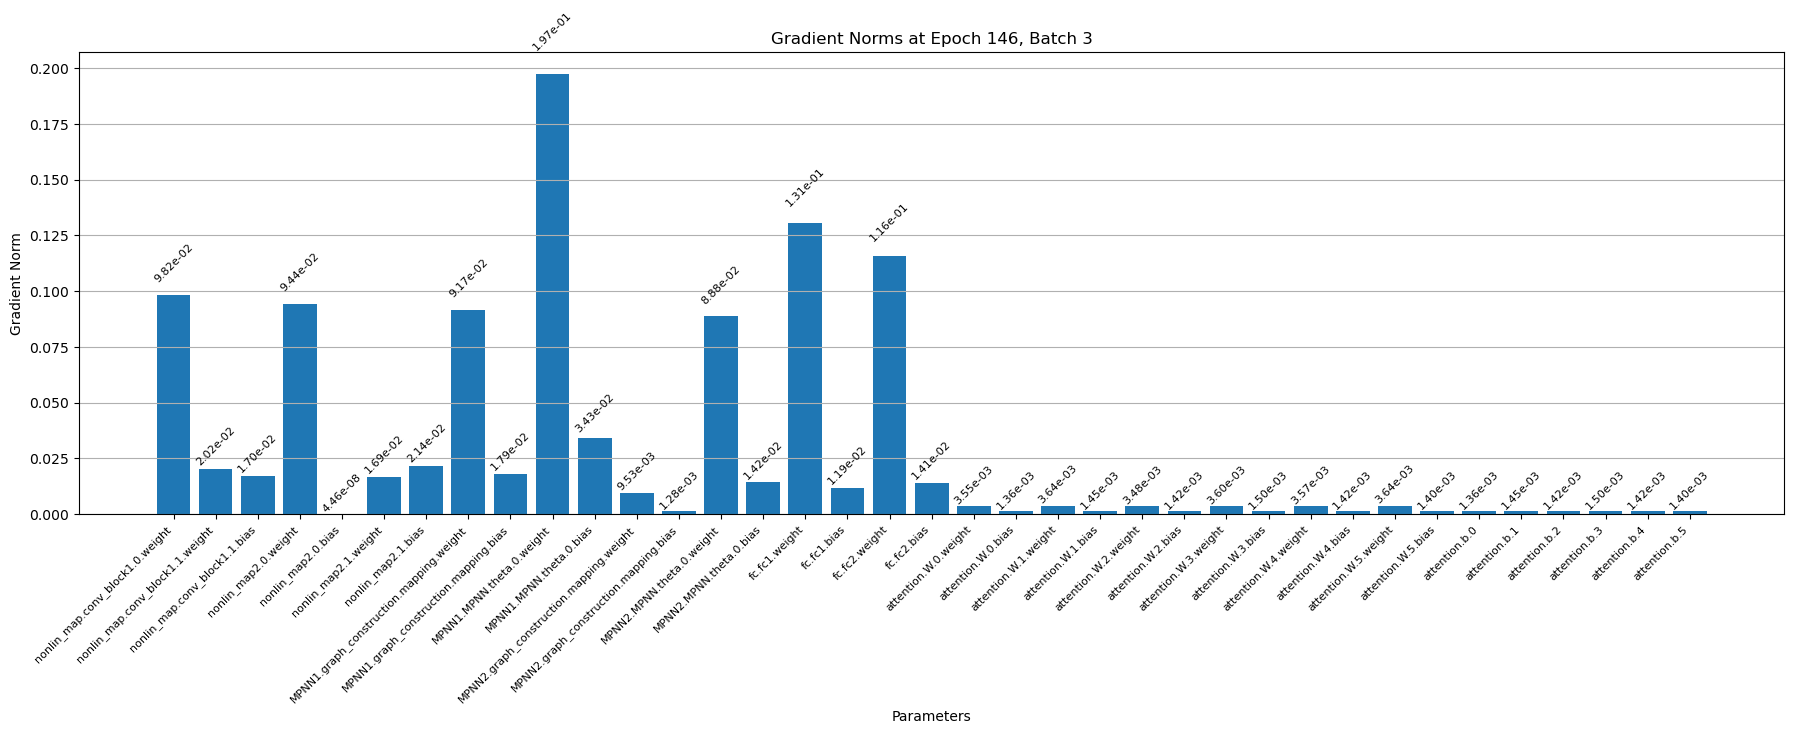 Gradient Norms at Epoch 146, Batch 3
Gradient Norm
0.200
0.175
0.150
0.125
0.100
0.075
0.050
0.025
0.000
9.82e-02
2.02e-02
1.70e-02
9.44e-02
4.46e-08
1.69e-02
2.14e-02
9.17e-02
1.79e-02
1.97e-01
3.43e-02
9.53e-03
1.28e-03
8.88e-02
1.42e-02
1.31e-01
1.19e-02
1.16e-01
1.41e-02
3.55e-03
1.36e-03
3.64e-03
1.45e-03
3.48e-03
1.42e-03
3.60e-03
1.50e-03
3.57e-03
1.42e-03
3.64e-03
1.40e-03
1.36e-03
1.45e-03
1.42e-03
1.50e-03
1.42e-03
1.40e-03
nonlin_map.conv_block1.0.weight
nonlin_map.conv_block1.1.weight
nonlin_map.conv_block1.1.bias
nonlin_map2.0.weight
nonlin_map2.0.bias
nonlin_map2.1.weight
nonlin_map2.1.bias
MPNN1.graph_construction.mapping.weight
MPNN1.graph_construction.mapping.bias
MPNN1.MPNN.theta.0.weight
MPNN1.MPNN.theta.0.bias
MPNN2.graph_construction.mapping.weight
MPNN2.graph_construction.mapping.bias
MPNN2.MPNN.theta.0.weight
MPNN2.MPNN.theta.0.bias
fc.fc1.weight
fc.fc1.bias
fc.fc2.weight
fc.fc2.bias
attention.W.0.weight
attention.W.0.bias
attention.W.1.weight
attention.W.1.bias
attention.W.2.weight
attention.W.2.bias
attention.W.3.weight
attention.W.3.bias
attention.W.4.weight
attention.W.4.bias
attention.W.5.weight
attention.W.5.bias
attention.b.0
attention.b.1
attention.b.2
attention.b.3
attention.b.4
attention.b.5
Parameters